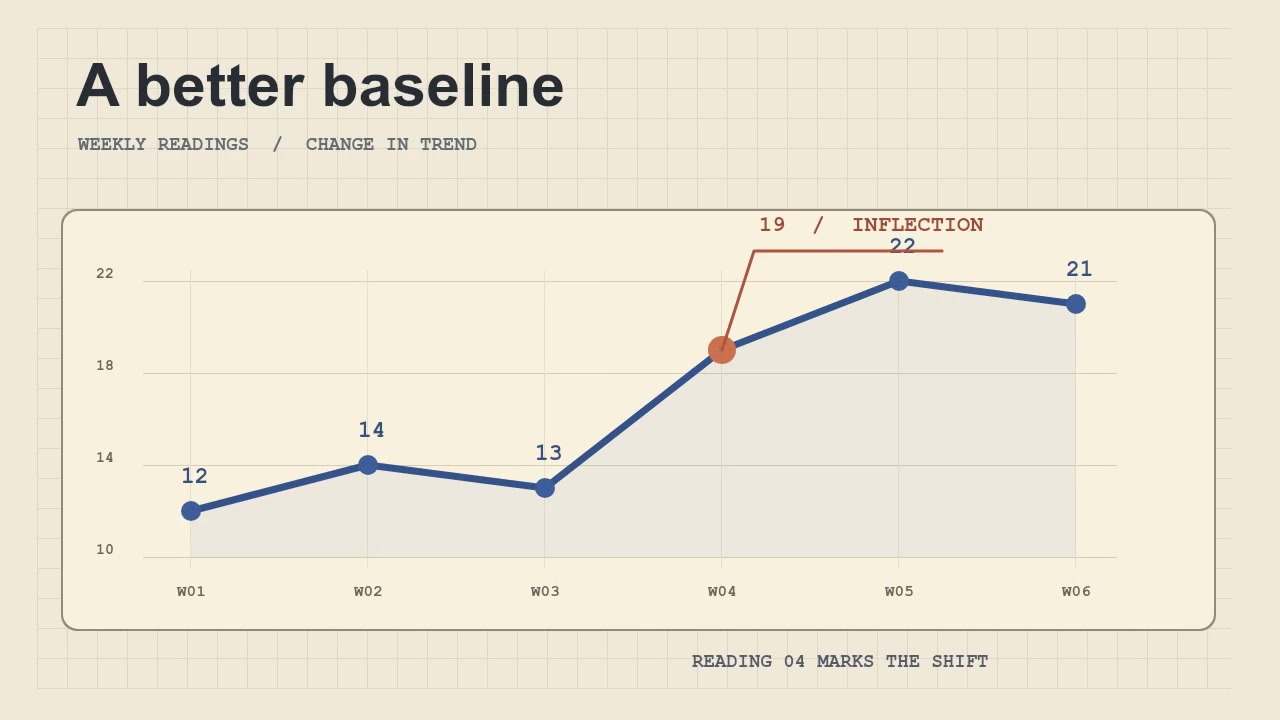 A better baseline
WEEKLY READINGS / CHANGE IN TREND
19 / INFLECTION
22
21
22
18
14
14
13
12
10
W01 W02 W03 W04 W05 W06
READING 04 MARKS THE SHIFT